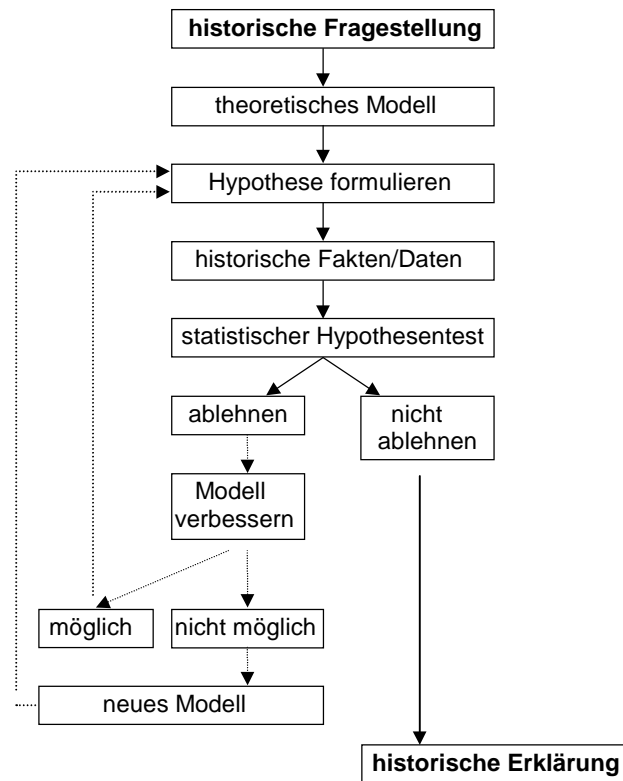 historische Fragestellung
theoretisches Modell
Hypothese formulieren
historische Fakten/Daten
statistischer Hypothesentest
ablehnen
nicht
ablehnen
Modell
verbessern
möglich
nicht möglich
neues Modell
historische Erklärung